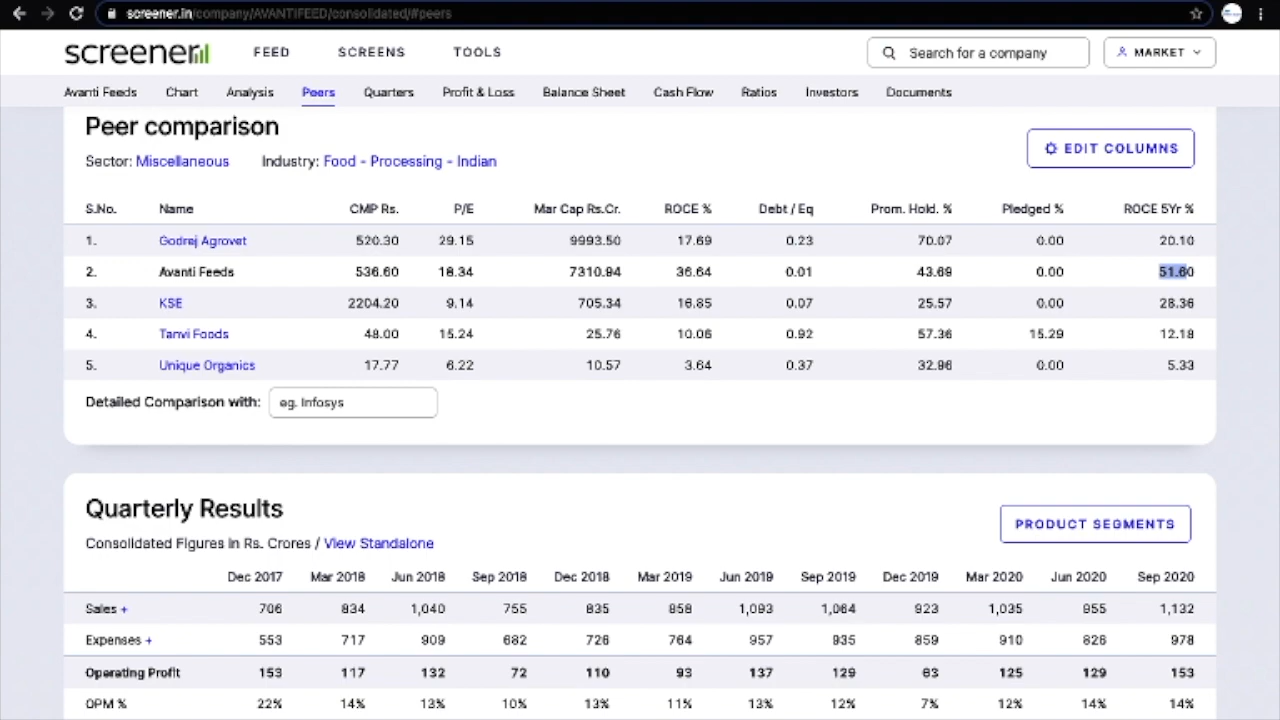 screener.in/company/AVANTIFEED/consolidated/#peers
screener FEED SCREENS TOOLS Search for a company MARKET
Avanti Feeds Chart Analysis Peers Quarters Profit & Loss Balance Sheet Cash Flow Ratios Investors Documents
Peer comparison
EDIT COLUMNS
Sector: Miscellaneous Industry: Food - Processing - Indian
S.No. Name CMP Rs. P/E Mar Cap Rs.Cr. ROCE % Debt / Eq Prom. Hold. % Pledged % ROCE 5Yr %
1. Godrej Agrovet 520.30 29.15 9993.50 17.69 0.23 70.07 0.00 20.10
2. Avanti Feeds 536.60 18.34 7310.94 36.64 0.01 43.69 0.00 51.60
3. KSE 2204.20 9.14 705.34 16.85 0.07 25.57 0.00 28.36
4. Tanvi Foods 48.00 15.24 25.76 10.06 0.92 57.36 15.29 12.18
5. Unique Organics 17.77 6.22 10.57 3.64 0.37 32.96 0.00 5.33
Detailed Comparison with: eg. Infosys
Quarterly Results
PRODUCT SEGMENTS
Consolidated Figures in Rs. Crores / View Standalone
Dec 2017 Mar 2018 Jun 2018 Sep 2018 Dec 2018 Mar 2019 Jun 2019 Sep 2019 Dec 2019 Mar 2020 Jun 2020 Sep 2020
Sales + 706 834 1,040 755 835 858 1,093 1,064 923 1,035 955 1,132
Expenses + 553 717 909 682 726 764 957 935 859 910 826 978
Operating Profit 153 117 132 72 110 93 137 129 63 125 129 153
OPM % 22% 14% 13% 10% 13% 11% 13% 12% 7% 12% 14% 14%